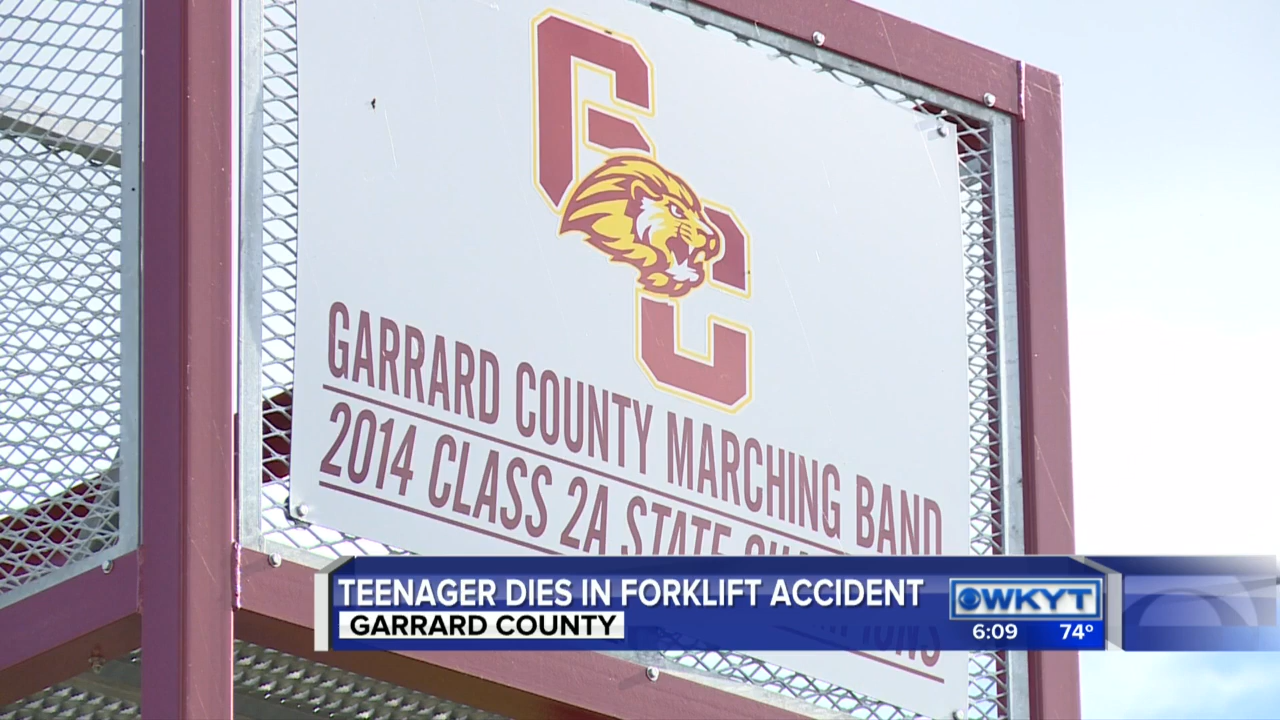 GC
GARRARD COUNTY MARCHING BAND
2014 CLASS 2A STATE
TEENAGER DIES IN FORKLIFT ACCIDENT
GARRARD COUNTY
WKYT
6:09 74°